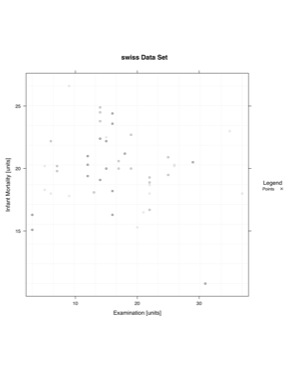 swiss Data Set
25
20
15
Infant Mortality [units]
10
20
30
Examination [units]
Legend
Points